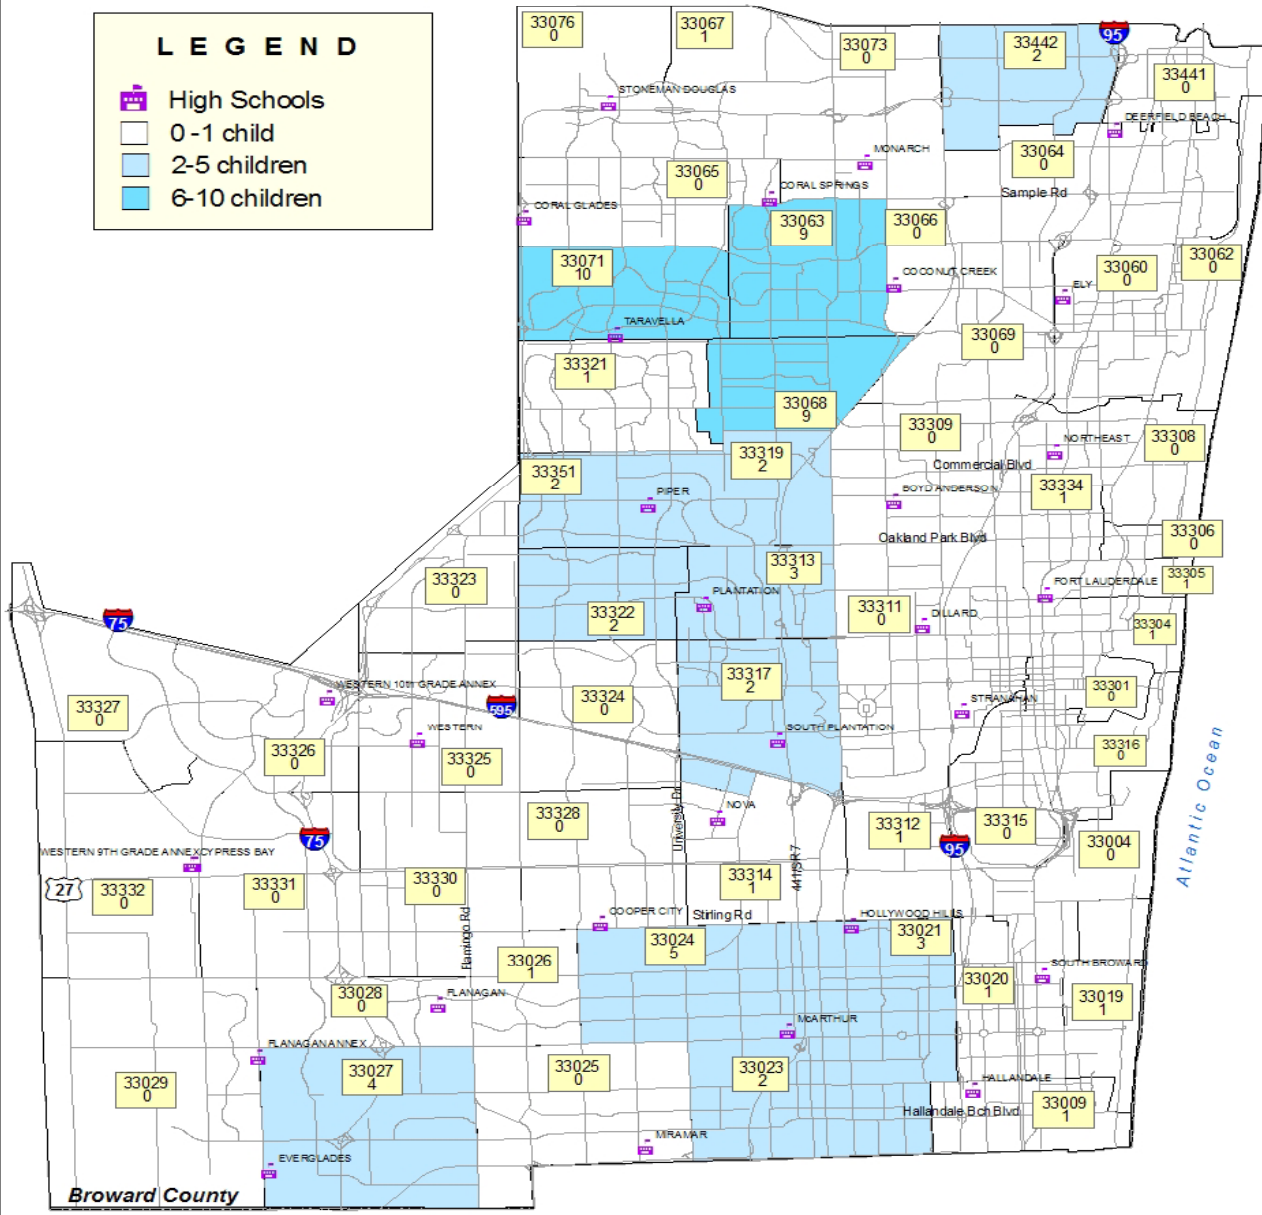 L E G E N D
High Schools
0 -1 child
2-5 children
6-10 children
33076
0
33067
1
33073
0
33442
2
95
33441
0
STONEMAN DOUGLAS
DEERFIELD BEACH
MONARCH
33064
0
33065
0
CORAL SPRINGS
Sample Rd
CORAL GLADES
33063
9
33066
0
33071
10
33060
0
33062
0
COCONUT CREEK
ELY
TARAVELLA
33069
0
33321
1
33068
9
33309
0
NORTHEAST
33308
0
33319
2
Commercial Blvd
33351
2
PIPER
BOYD ANDERSON
33334
1
Oakland Park Blvd
33306
0
33313
3
33323
0
PLANTATION
FORT LAUDERDALE
33305
1
75
33322
2
33311
0
DILLARD
33304
1
33317
2
WESTERN 10th GRADE ANNEX
33327
0
595
33324
0
STRANAHAN
33301
0
WESTERN
SOUTH PLANTATION
33326
0
33325
0
33316
0
Atlantic Ocean
University Dr
NOVA
33328
0
33312
1
33315
0
75
95
33004
0
WESTERN 9TH GRADE ANNEX
CYPRESS BAY
441/SR 7
27
33332
0
33331
0
33330
0
33314
1
COOPER CITY
Stirling Rd
HOLLYWOOD HILLS
Flamingo Rd
33024
5
33021
3
33026
1
SOUTH BROWARD
33020
1
33028
0
FLANAGAN
33019
1
McARTHUR
FLANAGAN ANNEX
33029
0
33027
4
33025
0
33023
2
HALLANDALE
Hallandale Bch Blvd
33009
1
MIRAMAR
EVERGLADES
Broward County